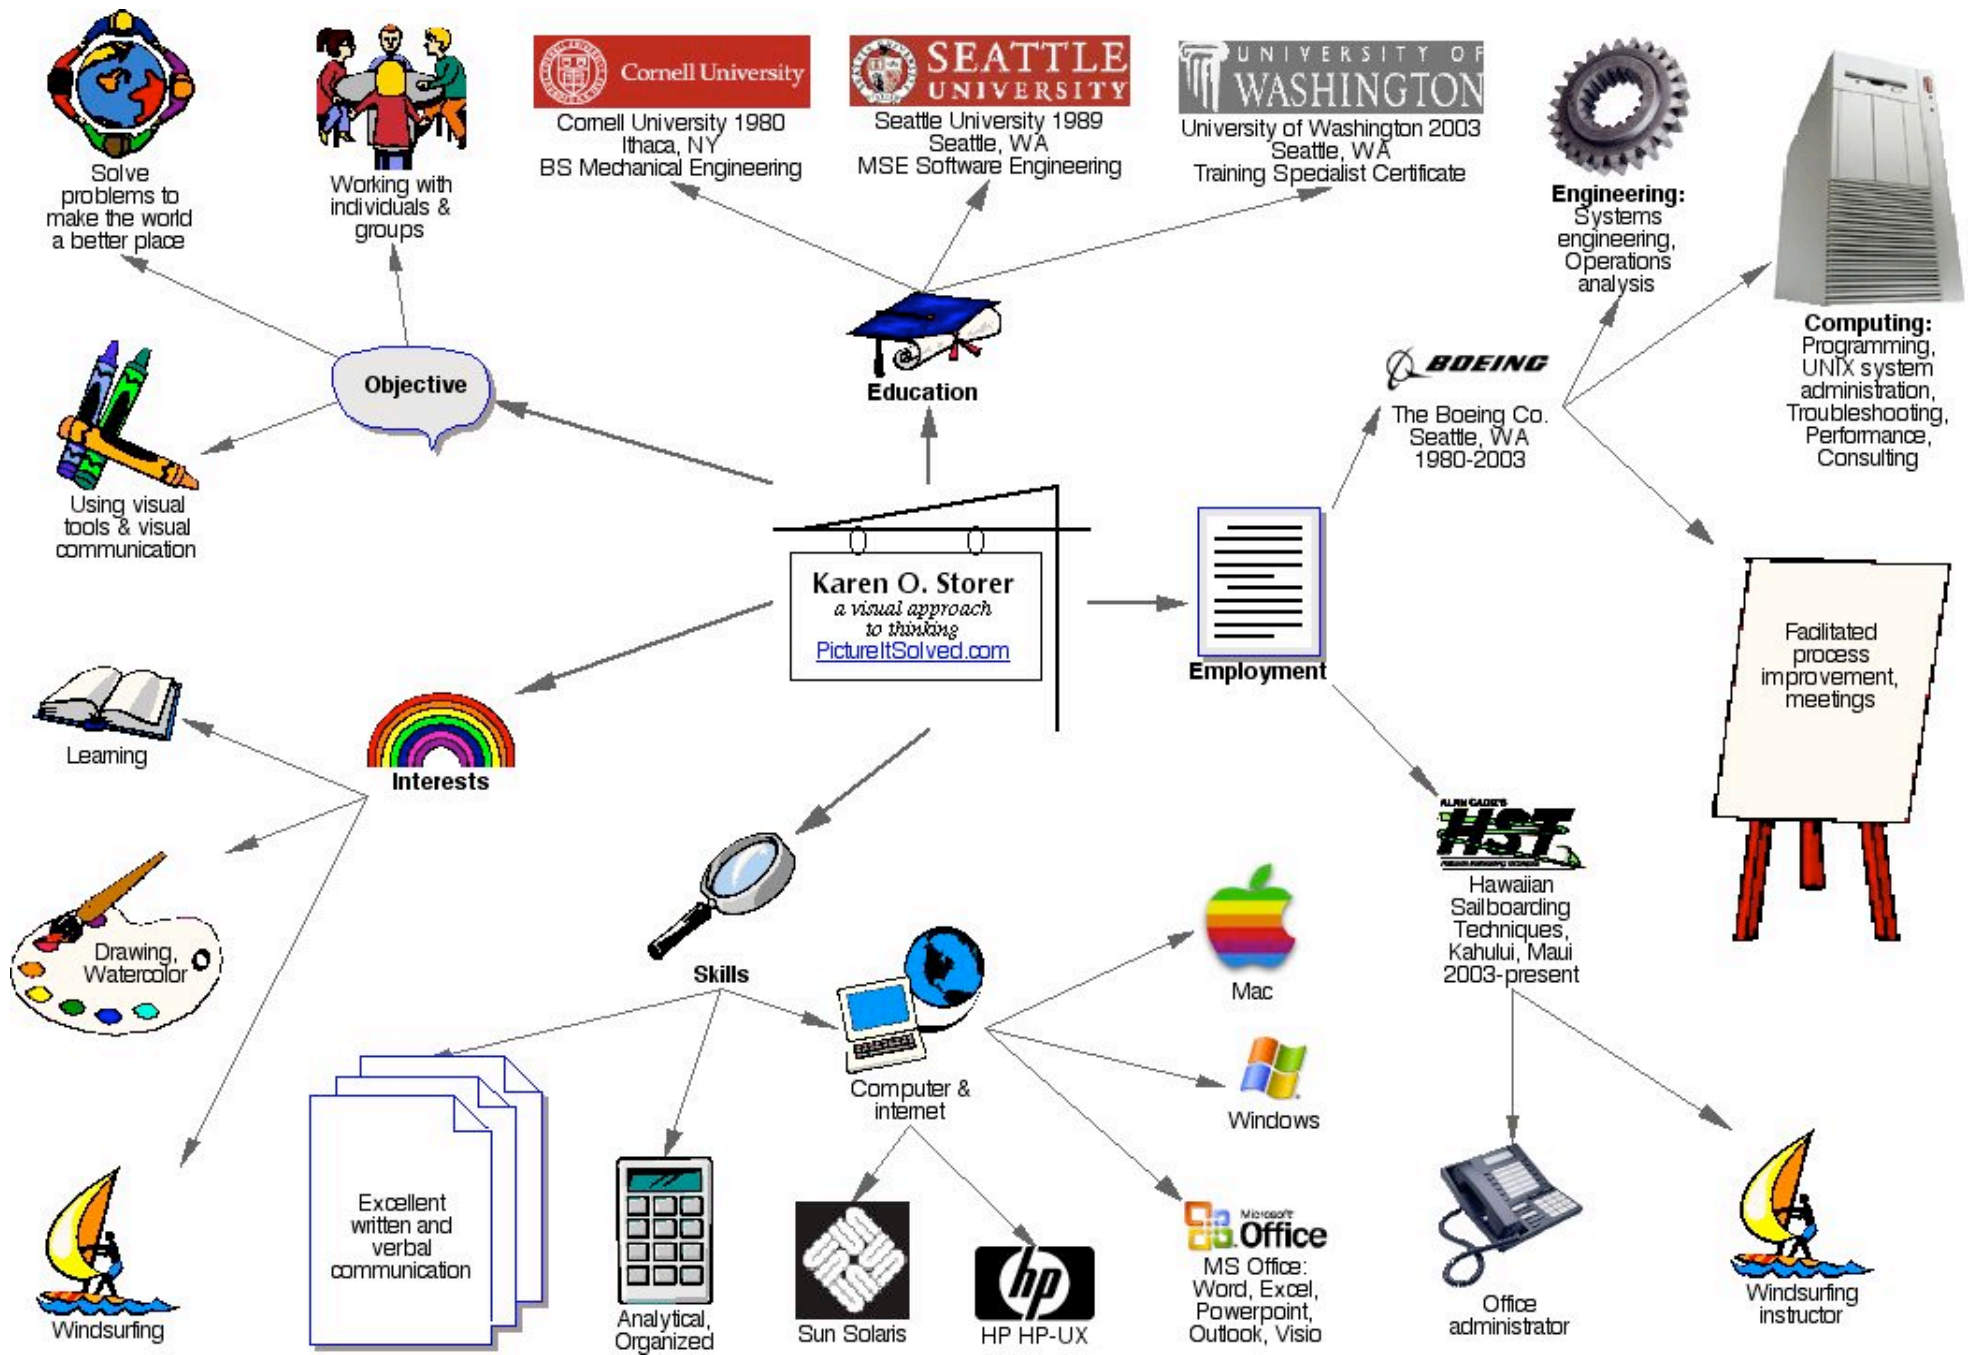 Solve
problems to
make the world
a better place
Working with
individuals &
groups
Cornell University
Cornell University 1980
Ithaca, NY
BS Mechanical Engineering
SEATTLE
UNIVERSITY
Seattle University 1989
Seattle, WA
MSE Software Engineering
UNIVERSITY OF
WASHINGTON
University of Washington 2003
Seattle, WA
Training Specialist Certificate
Engineering:
Systems
engineering,
Operations
analysis
Computing:
Programming,
UNIX system
administration,
Troubleshooting,
Performance,
Consulting
Objective
Education
BOEING
The Boeing Co.
Seattle, WA
1980-2003
Using visual
tools & visual
communication
Karen O. Storer
a visual approach
to thinking
PictureItSolved.com
Employment
Facilitated
process
improvement,
meetings
Learning
Interests
Drawing,
Watercolor
Windsurfing
Skills
Excellent
written and
verbal
communication
Analytical,
Organized
Computer &
internet
Mac
Windows
Sun Solaris
hp
HP HP-UX
Microsoft
Office
MS Office:
Word, Excel,
Powerpoint,
Outlook, Visio
ALAN CADIZ'S
HST
Hawaiian
Sailboarding
Techniques,
Kahului, Maui
2003-present
Office
administrator
Windsurfing
instructor